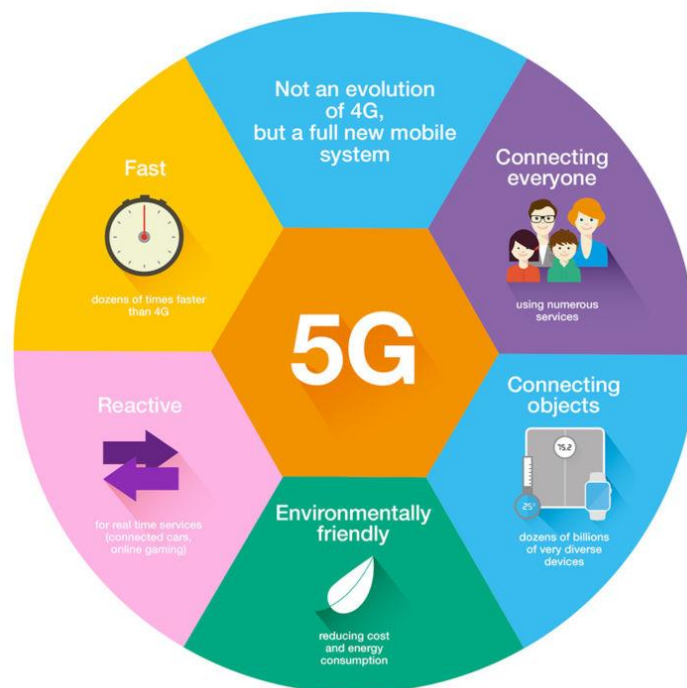 Not an evolution
of 4G,
but a full new mobile
system
Fast
dozens of times faster
than 4G
Connecting
everyone
using numerous
services
5G
Reactive
for real time services
(connected cars,
online gaming)
Connecting
objects
75.2
25°
dozens of billions
of very diverse
devices
Environmentally
friendly
reducing cost
and energy
consumption